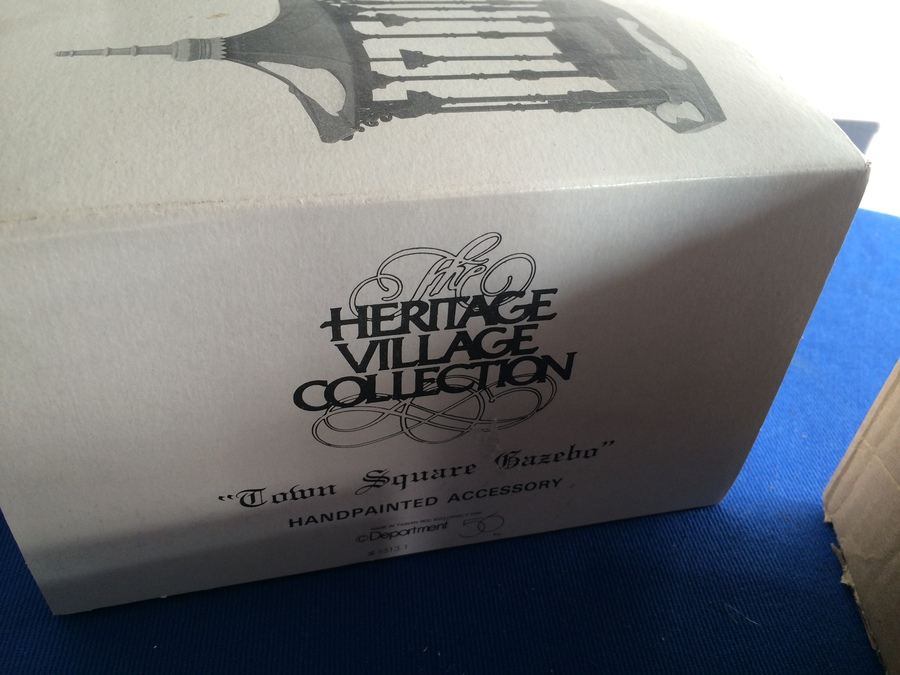 The
HERITAGE
VILLAGE
COLLECTION
"Town Square Gazebo"
HANDPAINTED ACCESSORY
©Department 56